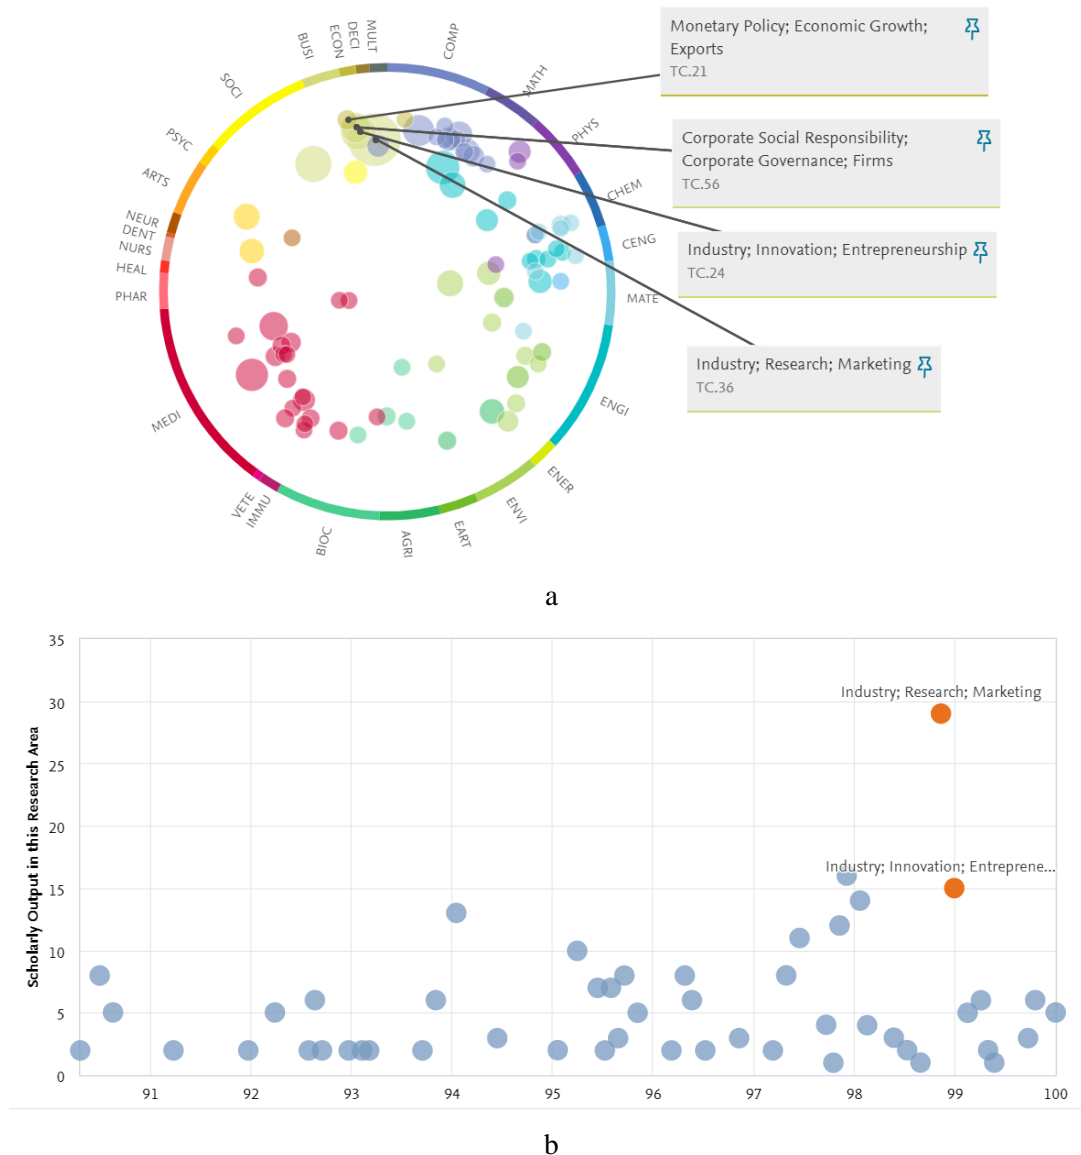 MULT
DECI
ECON
BUSI
COMP
SOCI
MATH
PSYC
PHYS
ARTS
CHEM
NEUR
DENT
NURS
CENG
HEAL
PHAR
MATE
MEDI
ENGI
VETE
IMMU
ENER
BIOC
AGRI
EART
ENVI
Monetary Policy; Economic Growth;
Exports
TC.21
Corporate Social Responsibility;
Corporate Governance; Firms
TC.56
Industry; Innovation; Entrepreneurship
TC.24
Industry; Research; Marketing
TC.36
a
Scholarly Output in this Research Area
35
30
25
20
15
10
5
0
Industry; Research; Marketing
Industry; Innovation; Entreprene...
91 92 93 94 95 96 97 98 99 100
b